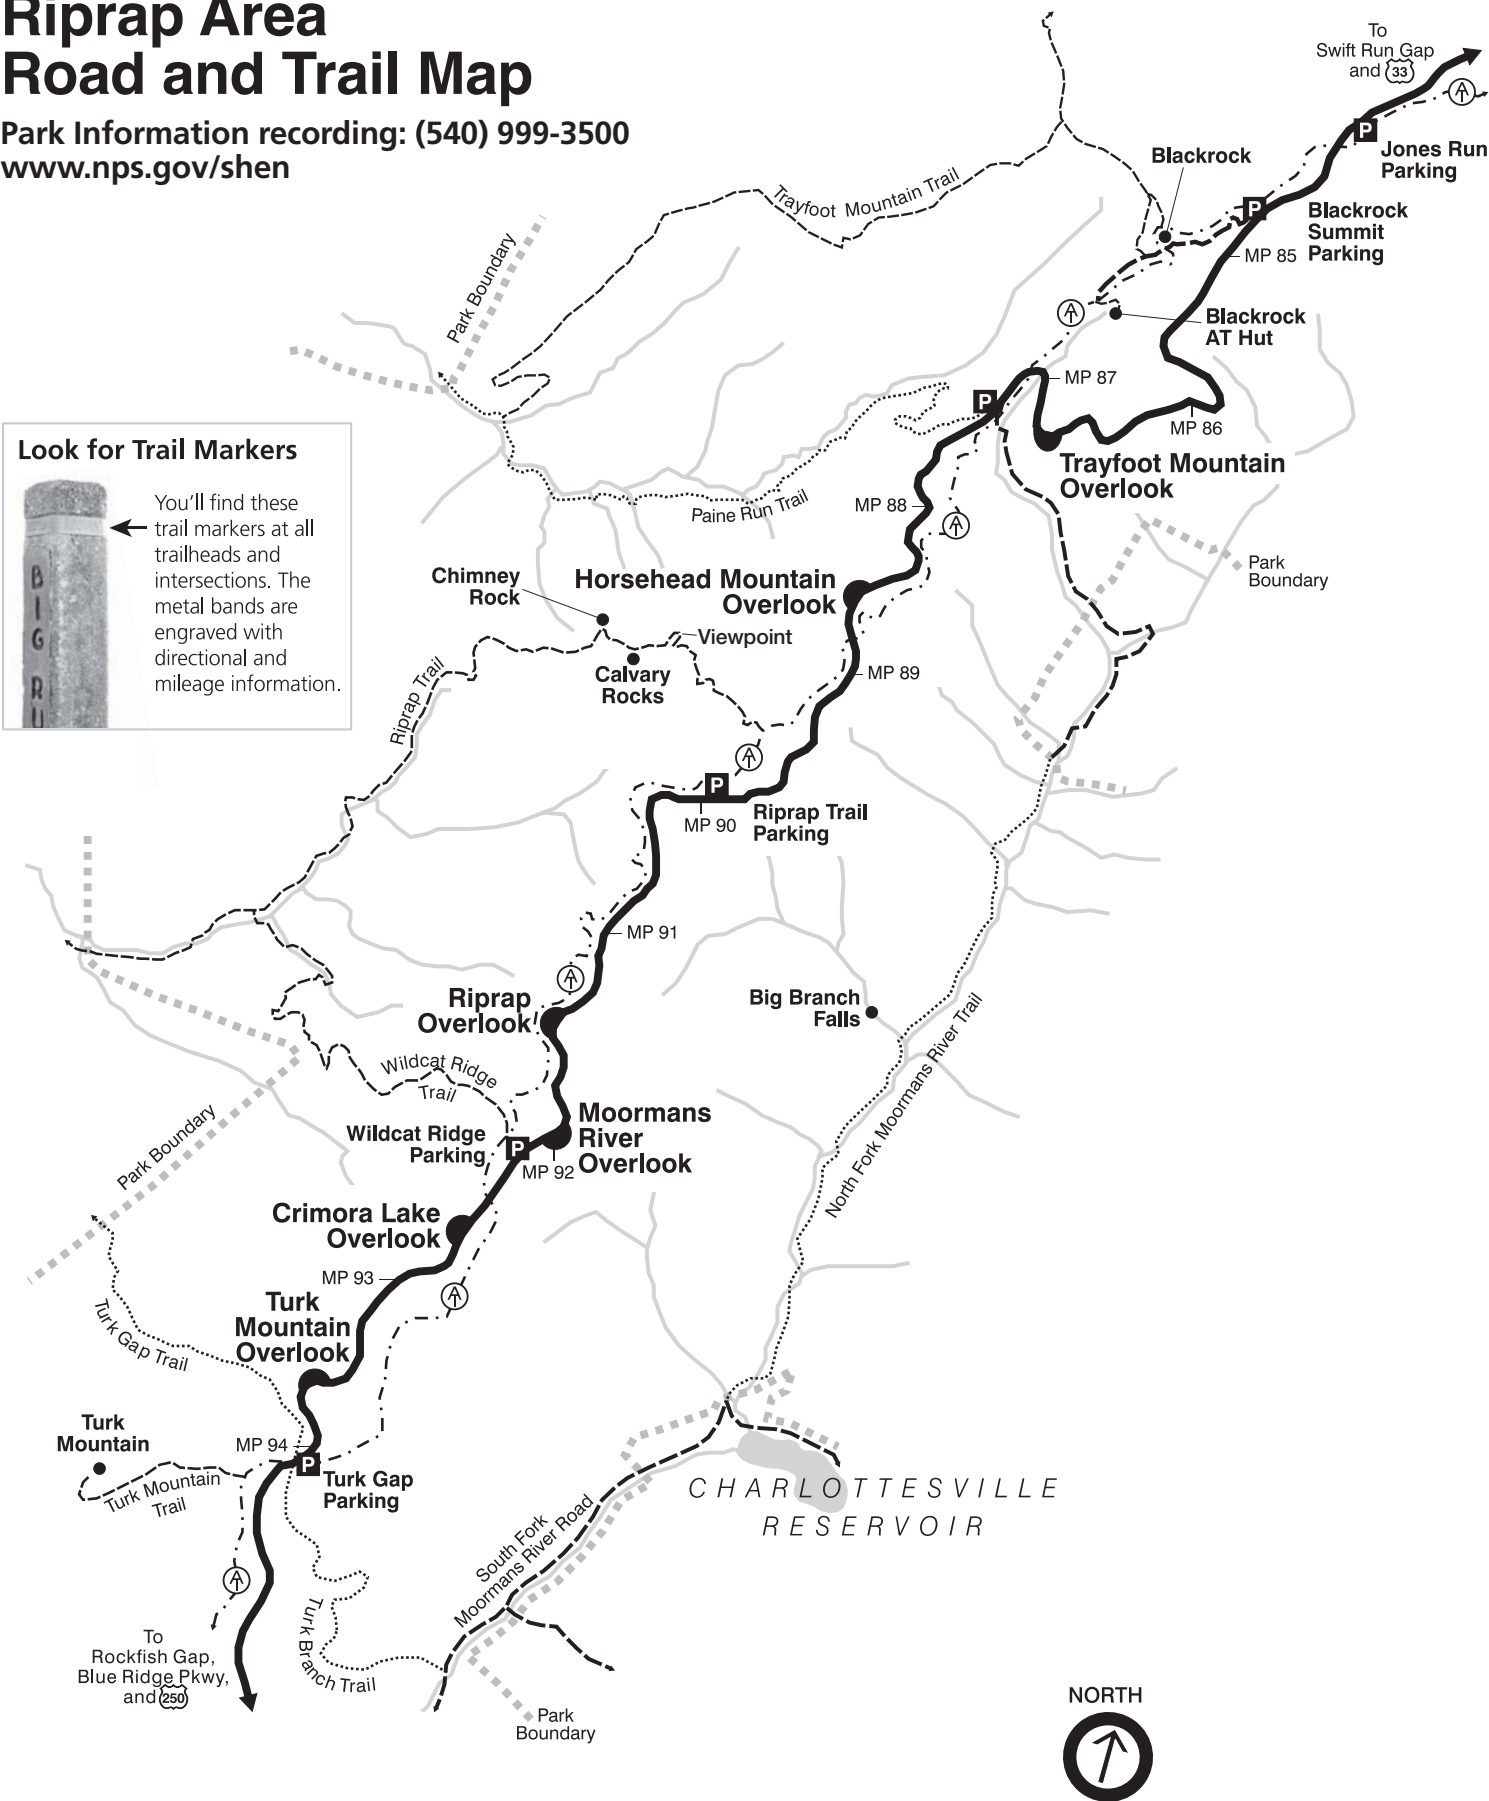 Riprap Area
Road and Trail Map
Park Information recording: (540) 999-3500
www.nps.gov/shen
To
Swift Run Gap
and 33
P
Jones Run
Parking
Blackrock
P
Blackrock
Summit
Parking
MP 85
Trayfoot Mountain Trail
Park Boundary
Blackrock
AT Hut
MP 87
P
MP 86
Trayfoot Mountain
Overlook
Look for Trail Markers
You'll find these
trail markers at all
trailheads and
intersections. The
metal bands are
engraved with
directional and
mileage information.
BIG RU
Paine Run Trail
MP 88
Park
Boundary
Chimney
Rock
Horsehead Mountain
Overlook
Viewpoint
Calvary
Rocks
MP 89
Riprap Trail
P
MP 90
Riprap Trail
Parking
MP 91
Riprap
Overlook
Big Branch
Falls
North Fork Moormans River Trail
Wildcat Ridge
Trail
Moormans
River
Overlook
Wildcat Ridge
Parking
P
MP 92
Park Boundary
Crimora Lake
Overlook
MP 93
Turk
Mountain
Overlook
Turk Gap Trail
Turk
Mountain
MP 94
P
Turk Gap
Parking
Turk Mountain
Trail
CHARLOTTESVILLE
RESERVOIR
South Fork
Moormans River Road
Turk Branch Trail
To
Rockfish Gap,
Blue Ridge Pkwy,
and 250
Park
Boundary
NORTH